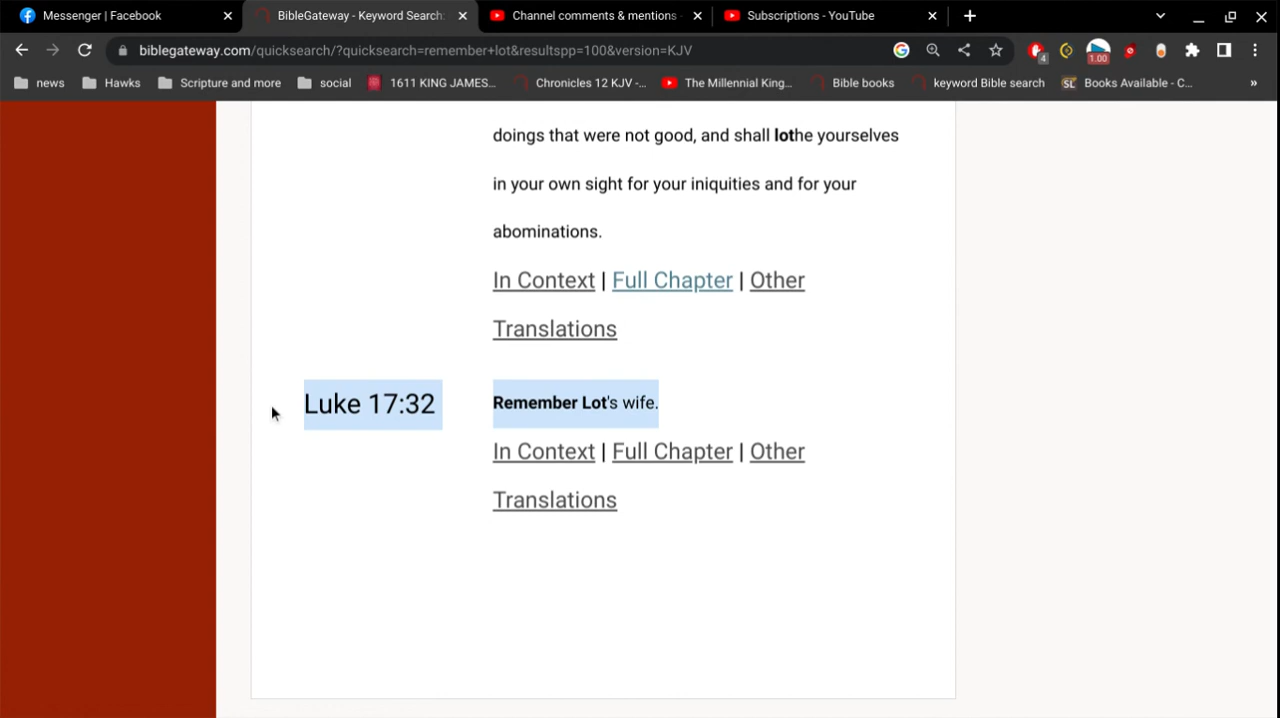 Messenger | Facebook
BibleGateway - Keyword Search:
Channel comments & mentions -
Subscriptions - YouTube
biblegateway.com/quicksearch/?quicksearch=remember+lot&resultspp=100&version=KJV
4
1.00
news
Hawks
Scripture and more
social
1611 KING JAMES...
Chronicles 12 KJV -...
The Millennial King...
Bible books
keyword Bible search
SL Books Available - C...
»
doings that were not good, and shall lothe yourselves
in your own sight for your iniquities and for your
abominations.
In Context | Full Chapter | Other
Translations
Luke 17:32 Remember Lot's wife.
In Context | Full Chapter | Other
Translations